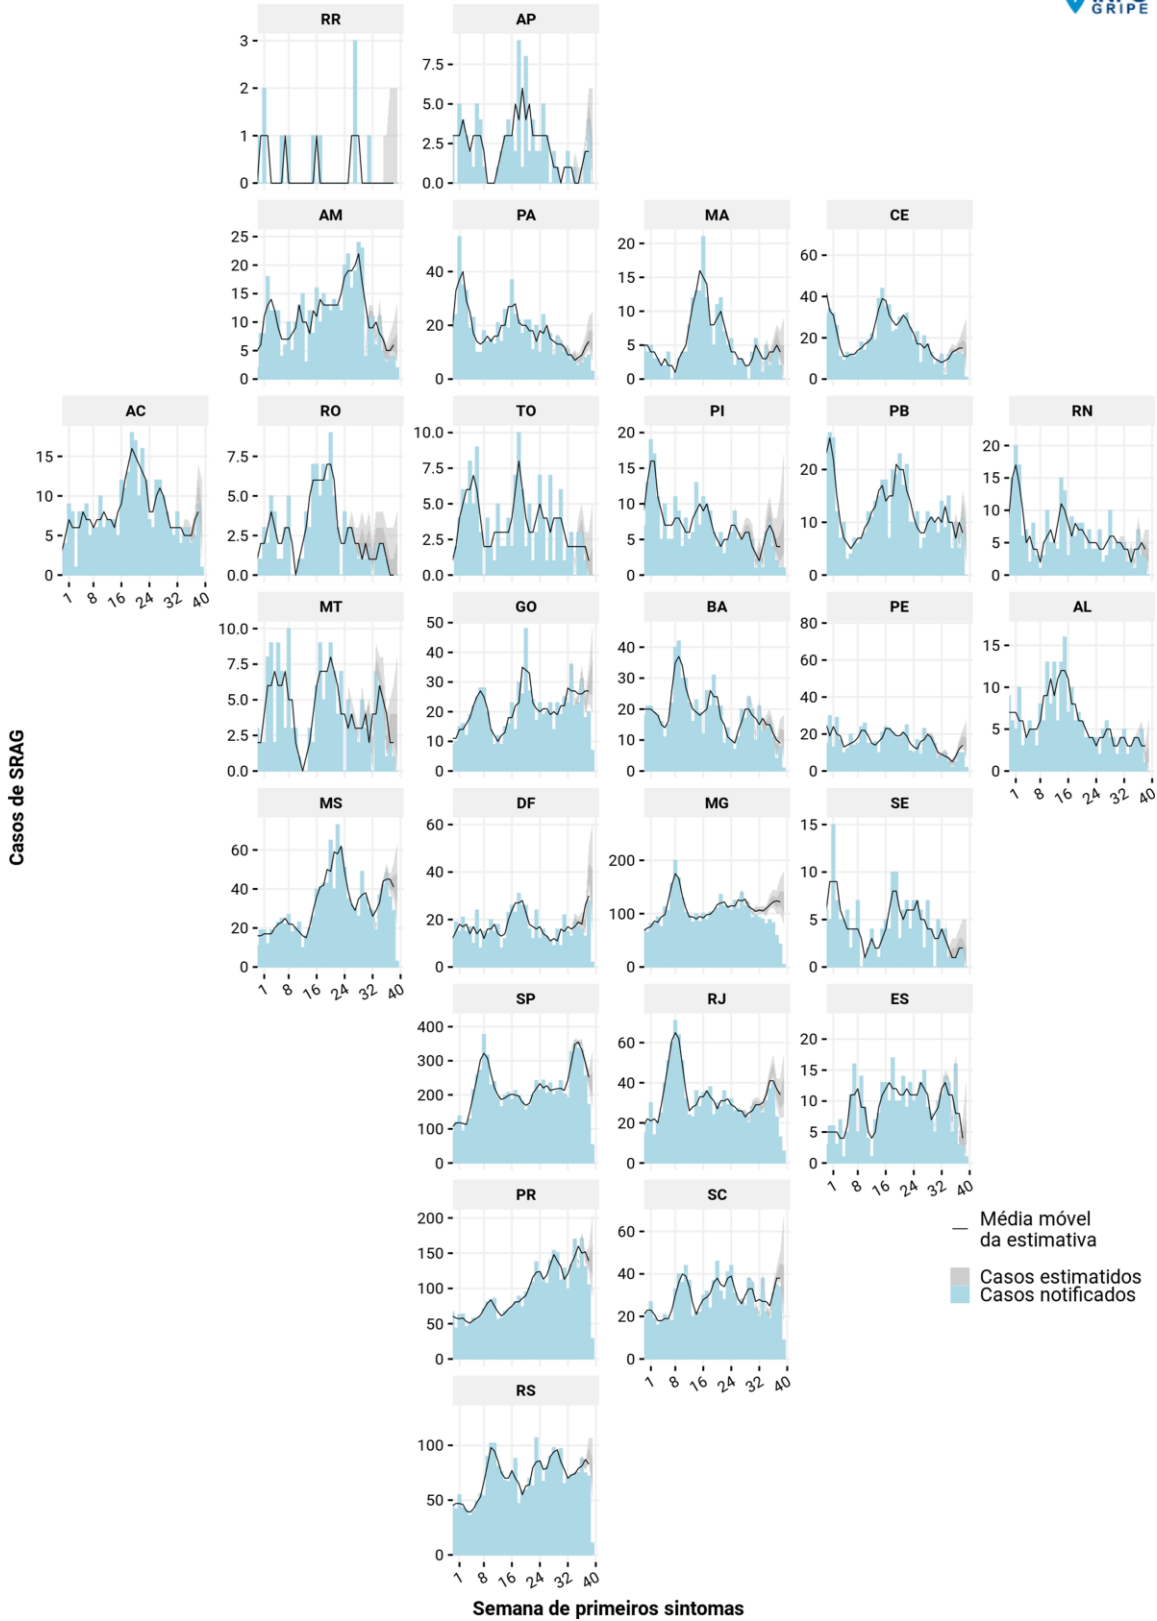 GRIPE
RR
AP
3
2
1
0
7.5
5.0
2.5
0.0
AM
PA
MA
CE
25
20
15
10
5
0
40
20
0
20
15
10
5
0
60
40
20
0
AC
RO
TO
PI
PB
RN
15
10
5
0
7.5
5.0
2.5
0.0
10.0
7.5
5.0
2.5
0.0
20
15
10
5
0
20
10
0
20
15
10
5
0
1 8 16 24 32 40
MT
GO
BA
PE
AL
10.0
7.5
5.0
2.5
0.0
50
40
30
20
10
0
40
30
20
10
0
80
60
40
20
0
15
10
5
0
1 8 16 24 32 40
Casos de SRAG
MS
DF
MG
SE
60
40
20
0
60
40
20
0
200
100
0
15
10
5
0
1 8 16 24 32 40
SP
RJ
ES
400
300
200
100
0
60
40
20
0
20
15
10
5
0
1 8 16 24 32 40
PR
SC
200
150
100
50
0
60
40
20
0
1 8 16 24 32 40
Média móvel
da estimativa
Casos estimatidos
Casos notificados
RS
100
50
0
1 8 16 24 32 40
Semana de primeiros sintomas